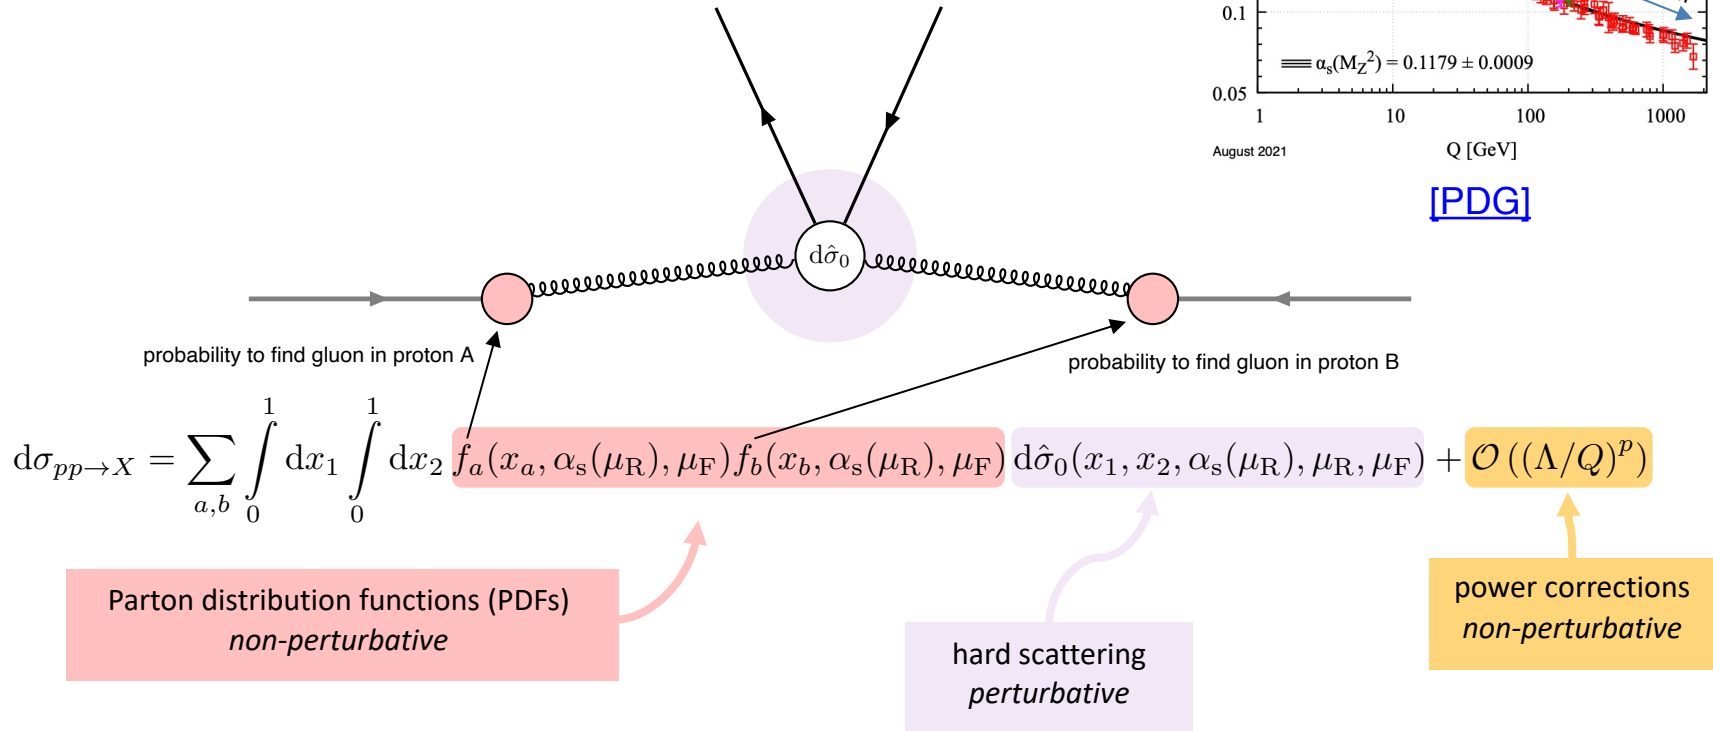 0.1
α_s(M_Z^2) = 0.1179 ± 0.0009
0.05
1 10 100 1000
August 2021
Q [GeV]
[PDG]
dσ̂₀
probability to find gluon in proton A
probability to find gluon in proton B
dσ_{pp→X} = ∑_{a,b} ∫_0^1 dx_1 ∫_0^1 dx_2 f_a(x_a, α_s(μ_R), μ_F) f_b(x_b, α_s(μ_R), μ_F) dσ̂_0(x_1, x_2, α_s(μ_R), μ_R, μ_F) + 𝒪((Λ/Q)^p)
Parton distribution functions (PDFs)
non-perturbative
hard scattering
perturbative
power corrections
non-perturbative